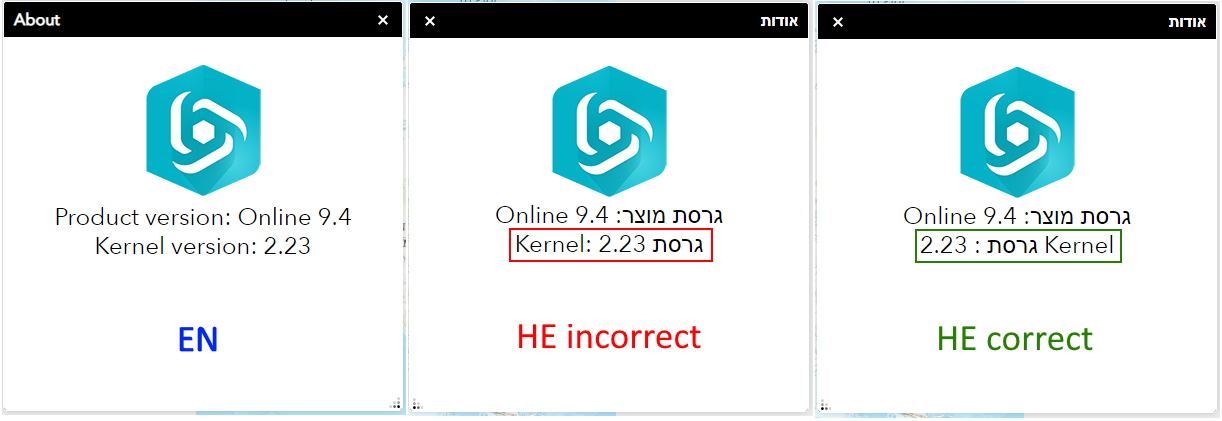 About
Product version: Online 9.4
Kernel version: 2.23
EN
אודות
גרסת מוצר: Online 9.4
גרסת Kernel: 2.23
HE incorrect
אודות
גרסת מוצר: Online 9.4
Kernel גרסת : 2.23
HE correct